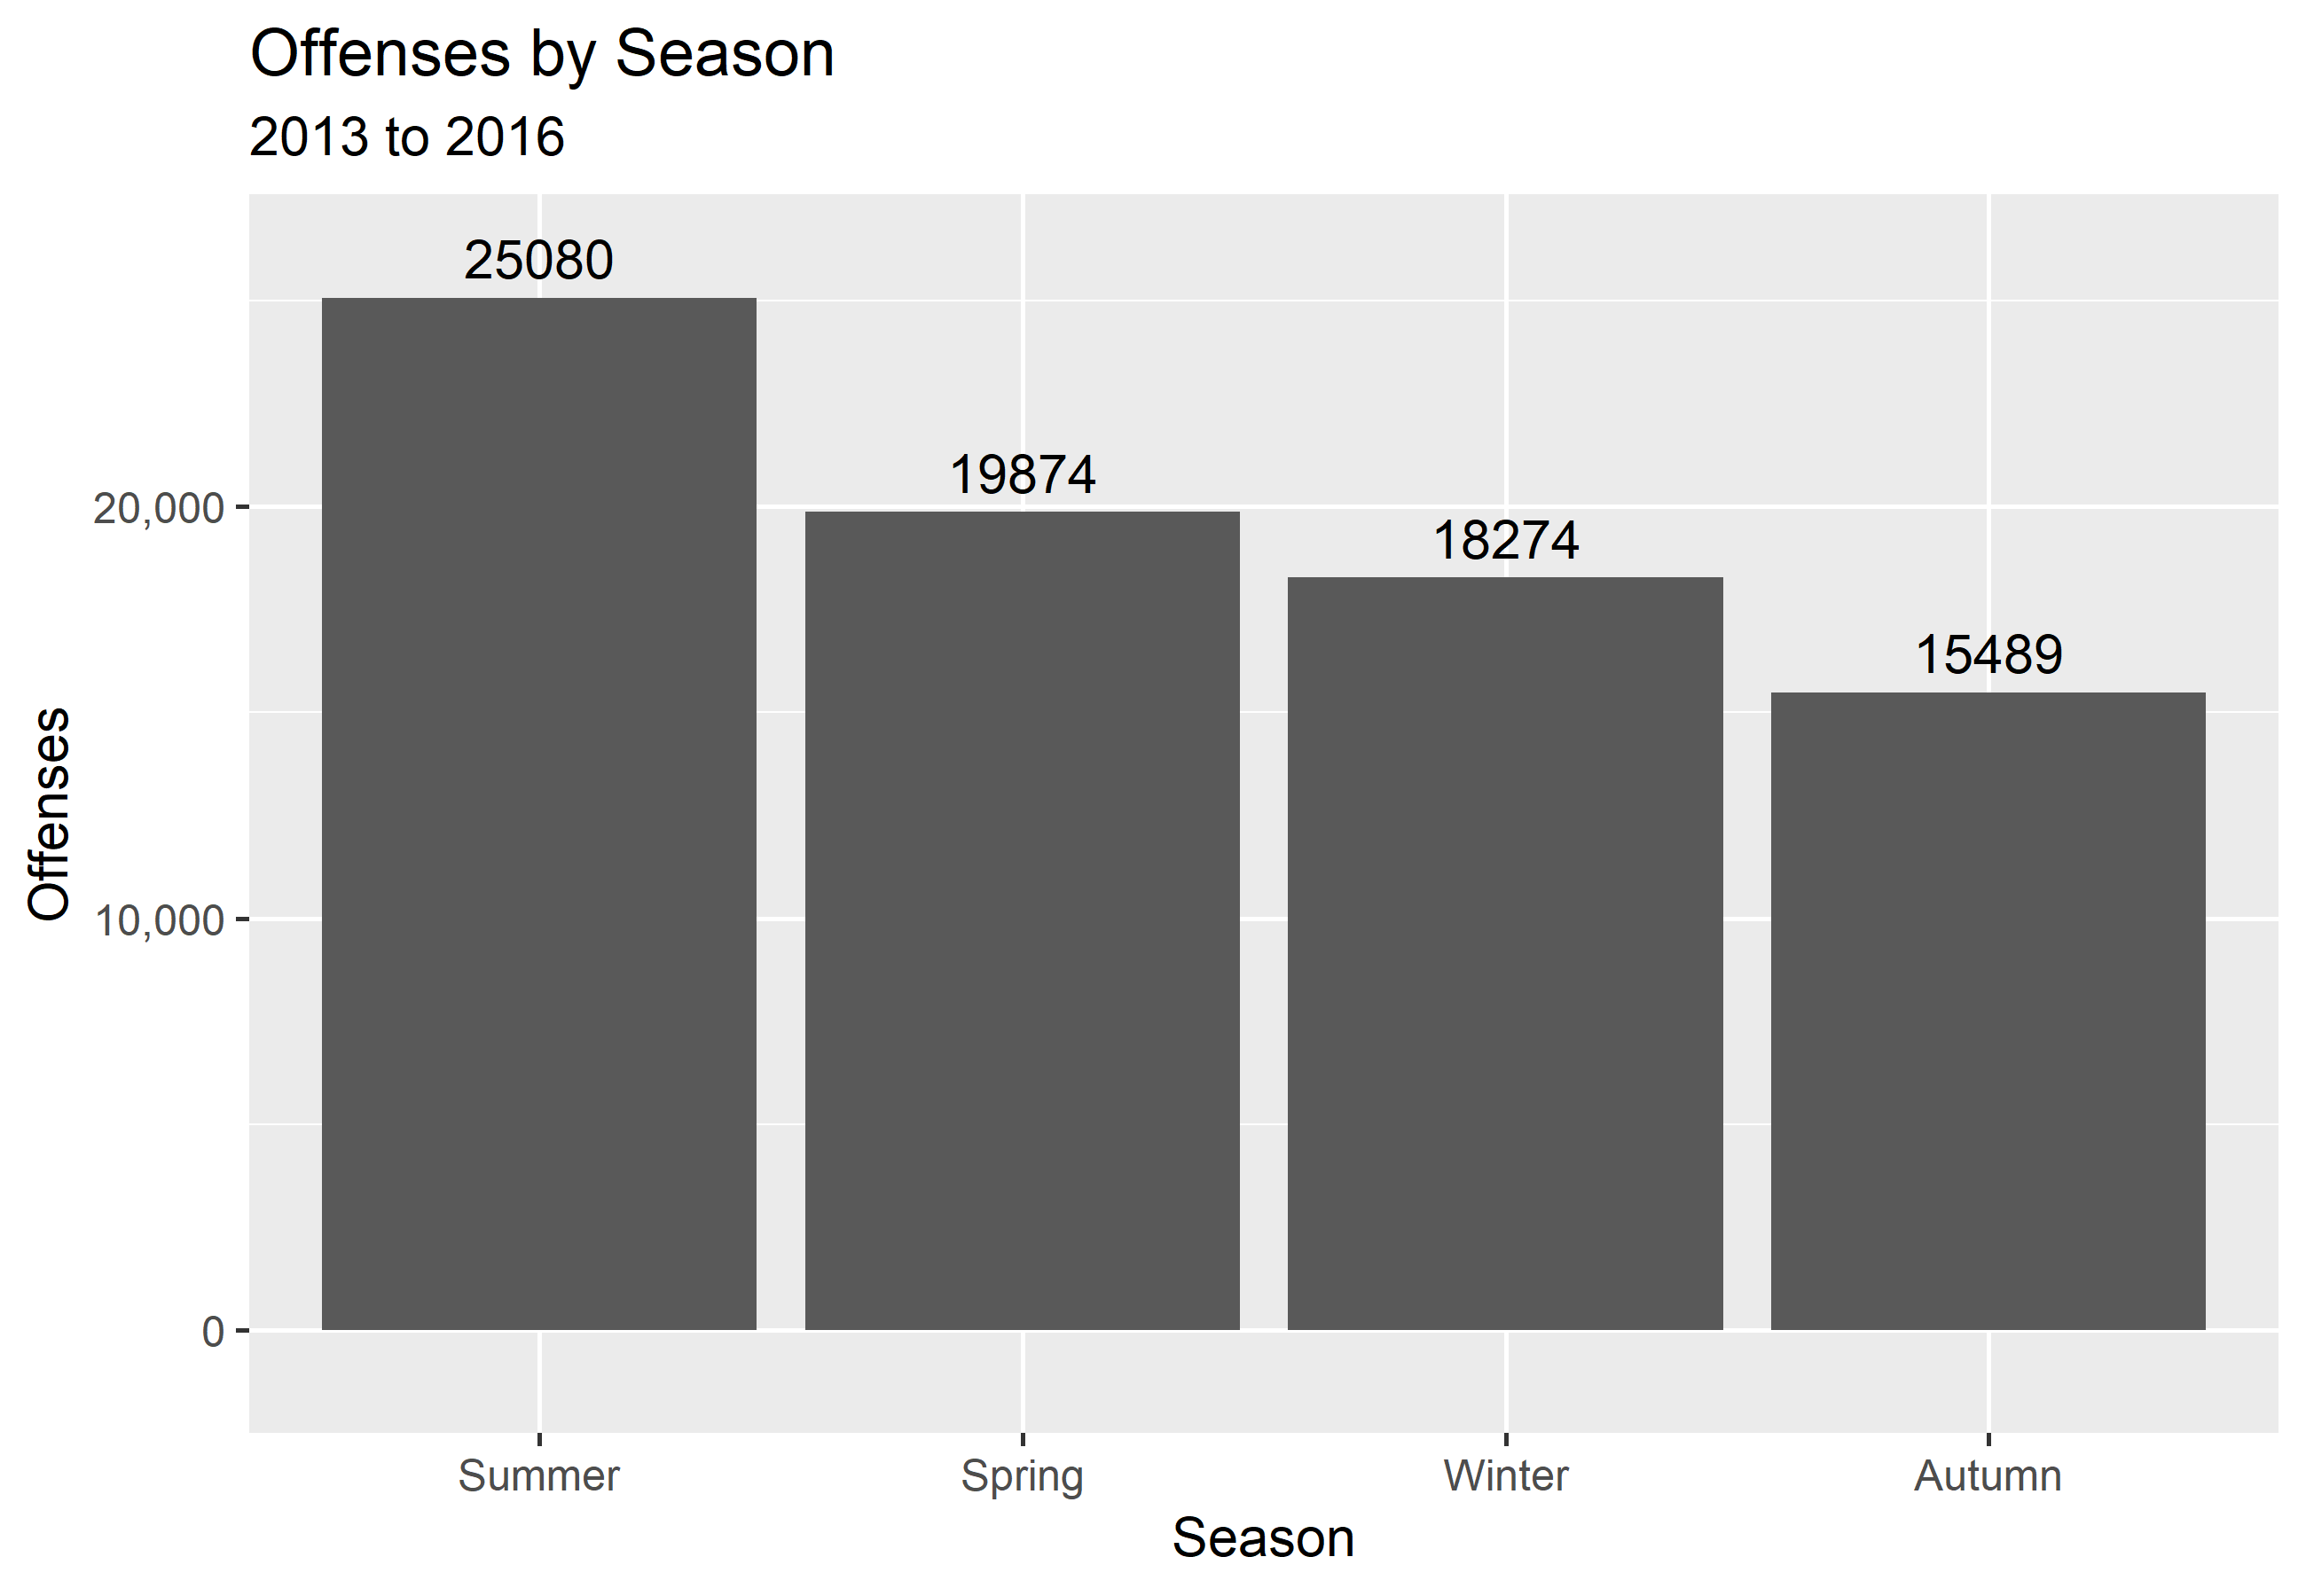 Offenses by Season
2013 to 2016
25080
19874
18274
15489
20,000
10,000
0
Offenses
Summer
Spring
Winter
Autumn
Season